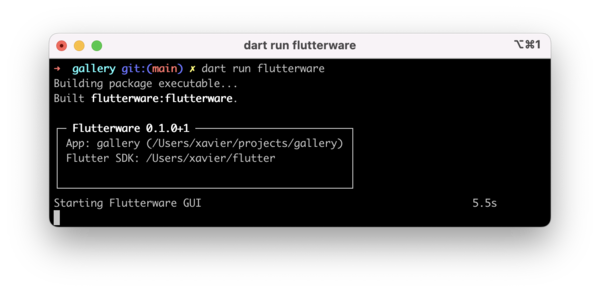 dart run flutterware
⌥⌘1
➜ gallery git:(main) ✗ dart run flutterware
Building package executable...
Built flutterware:flutterware.
Flutterware 0.1.0+1
App: gallery (/Users/xavier/projects/gallery)
Flutter SDK: /Users/xavier/flutter
Starting Flutterware GUI 5.5s